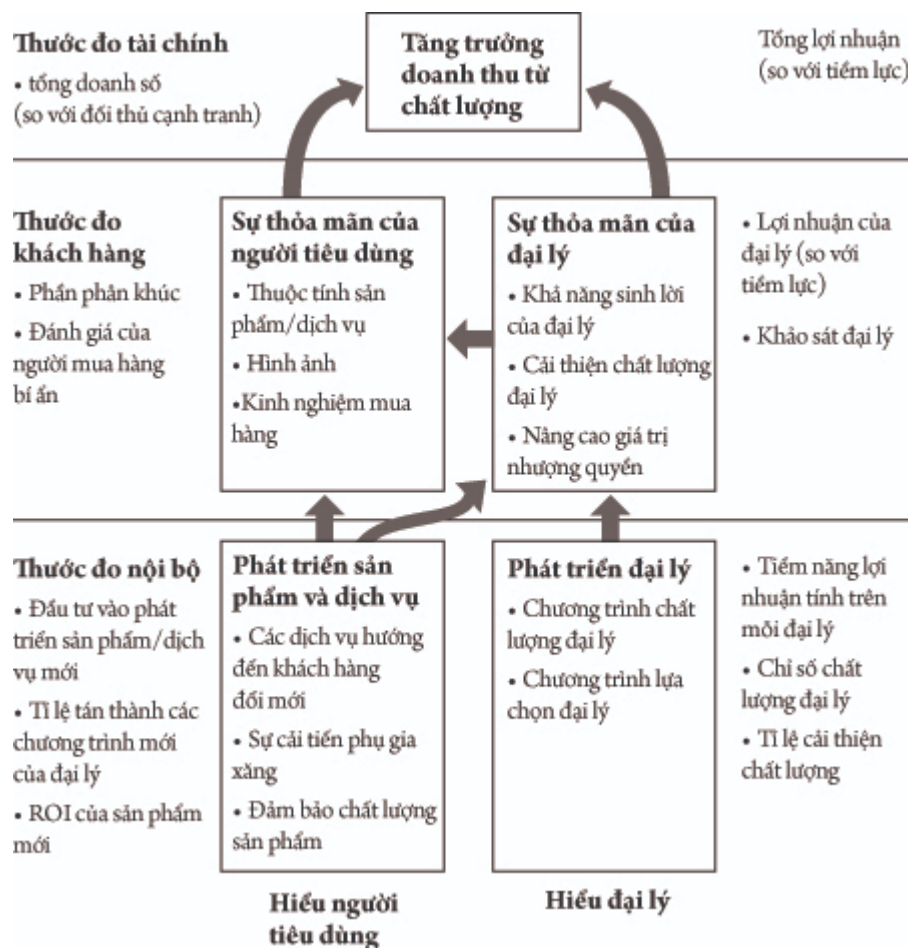 Thước đo tài chính
• tổng doanh số
(so với đối thủ cạnh tranh)
Tăng trưởng
doanh thu từ
chất lượng
Tổng lợi nhuận
(so với tiềm lực)
Thước đo
khách hàng
• Phần phân khúc
• Đánh giá của
người mua hàng
bí ẩn
Sự thỏa mãn của
người tiêu dùng
• Thuộc tính sản
phẩm/dịch vụ
• Hình ảnh
•Kinh nghiệm mua
hàng
Sự thỏa mãn của
đại lý
• Khả năng sinh lời
của đại lý
• Cải thiện chất lượng
đại lý
• Nâng cao giá trị
nhượng quyền
• Lợi nhuận của
đại lý (so với
tiềm lực)
• Khảo sát đại lý
Thước đo nội bộ
• Đầu tư vào phát
triển sản phẩm/dịch
vụ mới
• Tỉ lệ tán thành các
chương trình mới
của đại lý
• ROI của sản phẩm
mới
Phát triển sản
phẩm và dịch vụ
• Các dịch vụ hướng
đến khách hàng
đổi mới
• Sự cải tiến phụ gia
xăng
• Đảm bảo chất lượng
sản phẩm
Hiểu người
tiêu dùng
Phát triển đại lý
• Chương trình chất
lượng đại lý
• Chương trình lựa
chọn đại lý
Hiểu đại lý
• Tiềm năng lợi
nhuận tính trên
mỗi đại lý
• Chỉ số chất
lượng đại lý
• Tỉ lệ cải thiện
chất lượng